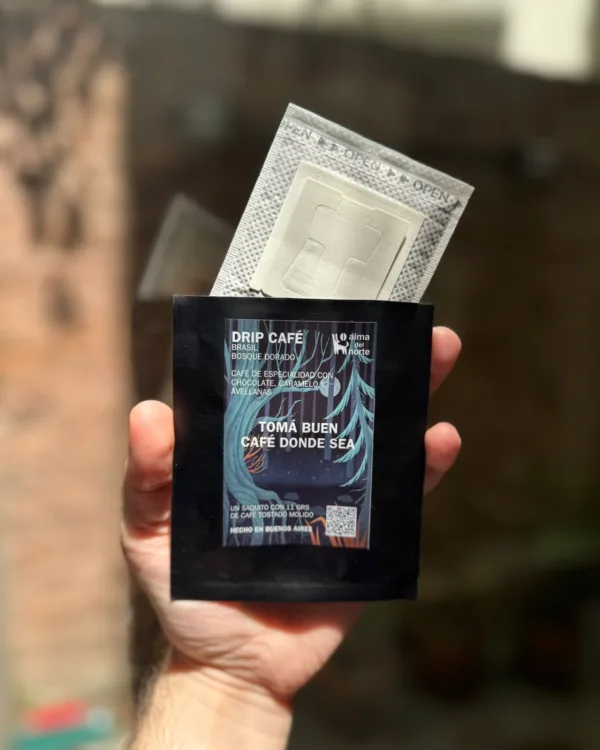 OPEN ▶▶ OPEN ▶▶ OPEN
DRIP CAFÉ
BRASIL
BOSQUE DORADO
alma
del
norte
CAFÉ DE ESPECIALIDAD CON
CHOCOLATE, CARAMELO Y
AVELLANAS
TOMÁ BUEN
CAFÉ DONDE SEA
UN SAQUITO CON 11 GRS
DE CAFÉ TOSTADO MOLIDO
HECHO EN BUENOS AIRES